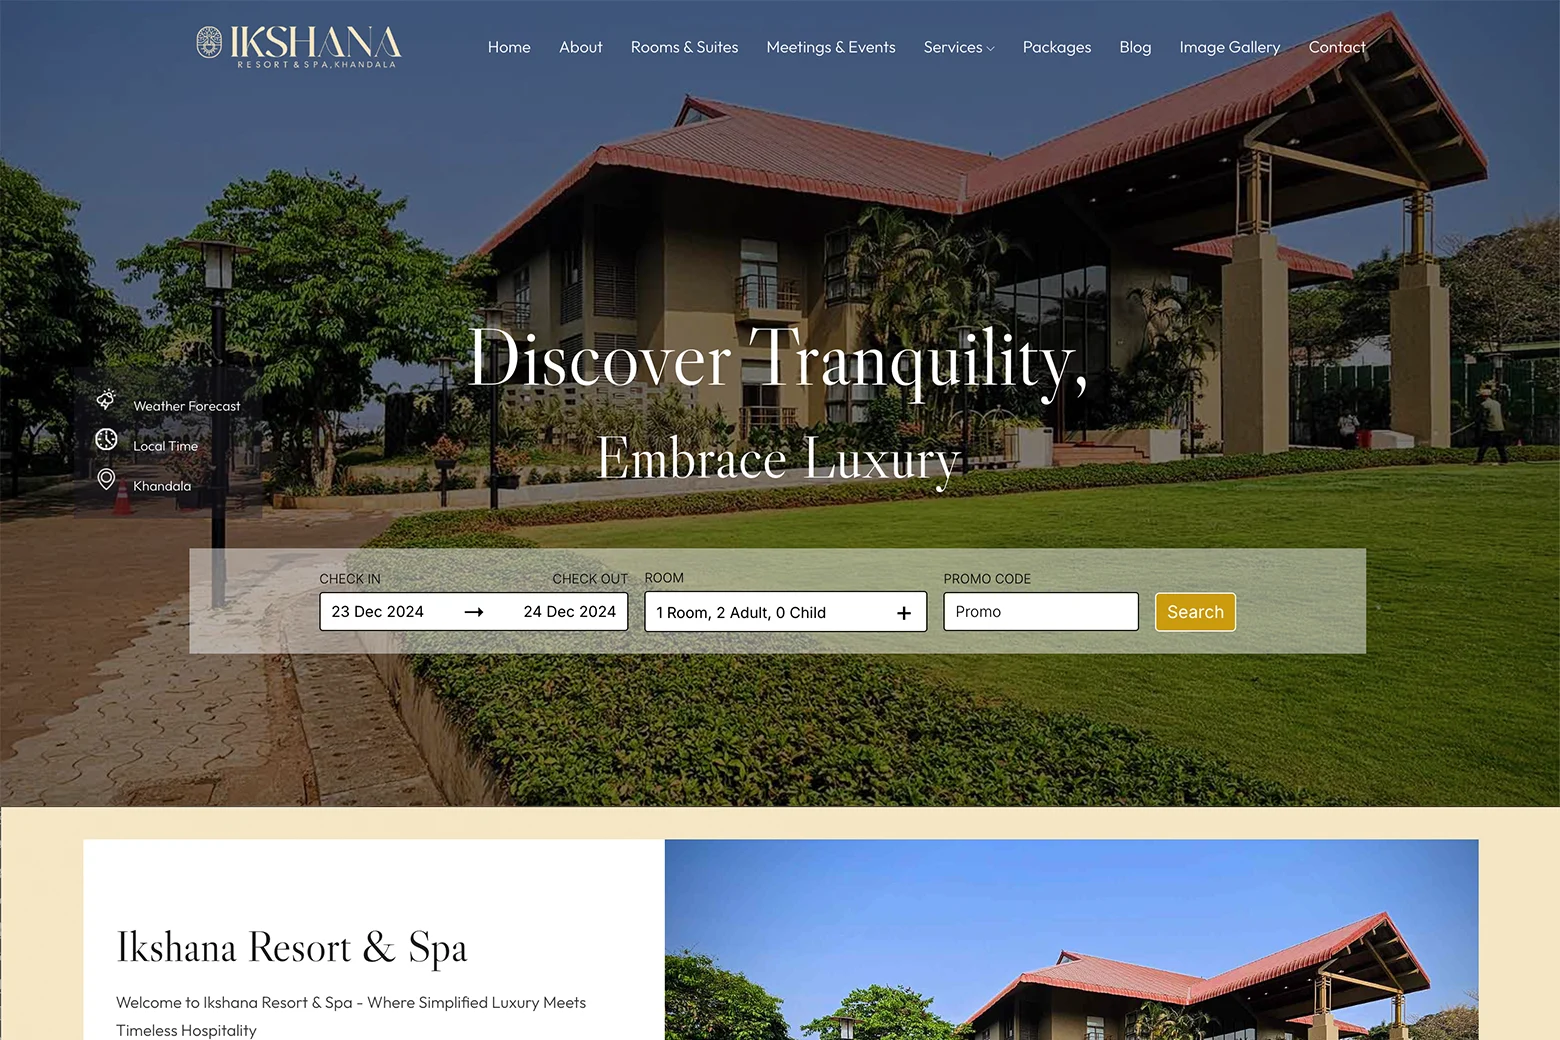 IKSHANA
RESORT & SPA, KHANDALA
Home About Rooms & Suites Meetings & Events Services Packages Blog Image Gallery Contact
Discover Tranquility,
Embrace Luxury
Weather Forecast
Local Time
Khandala
CHECK IN CHECK OUT ROOM PROMO CODE
23 Dec 2024 24 Dec 2024 1 Room, 2 Adult, 0 Child + Promo Search
Ikshana Resort & Spa
Welcome to Ikshana Resort & Spa - Where Simplified Luxury Meets
Timeless Hospitality